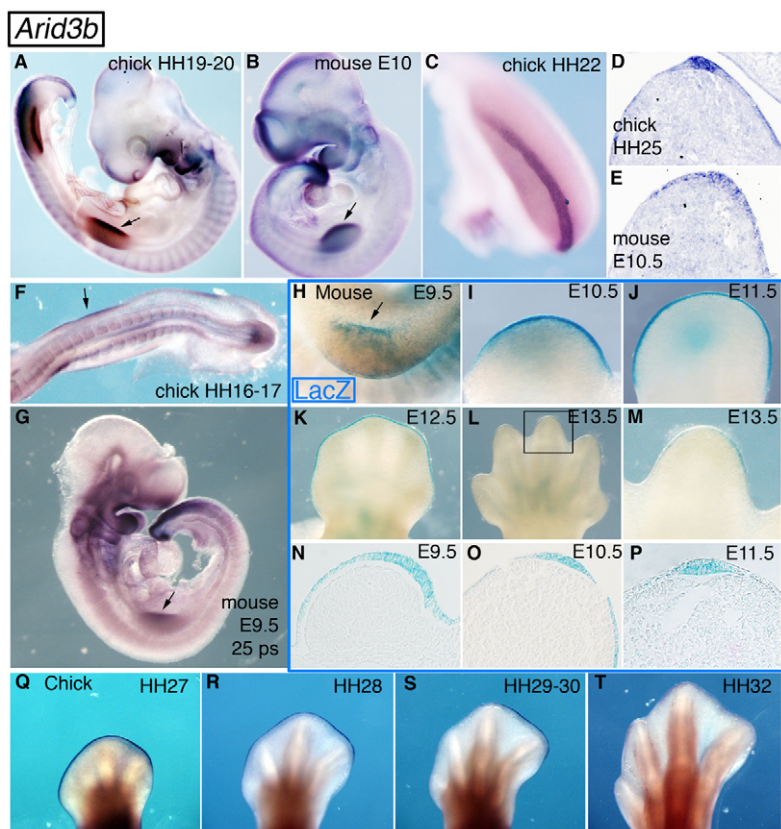 Arid3b
A chick HH19-20
B mouse E10
C chick HH22
D
chick
HH25
E
mouse
E10.5
F
chick HH16-17
G
mouse
E9.5
25 ps
H Mouse E9.5
LacZ
I E10.5
J E11.5
K E12.5
L E13.5
M E13.5
N E9.5
O E10.5
P E11.5
Q Chick HH27
R HH28
S HH29-30
T HH32